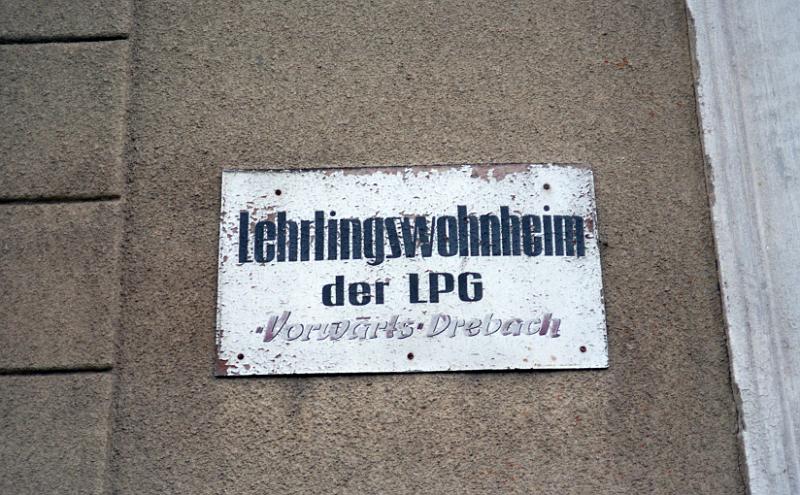 Lehrlingswohnheim
der LPG
·Vorwärts· Drebach